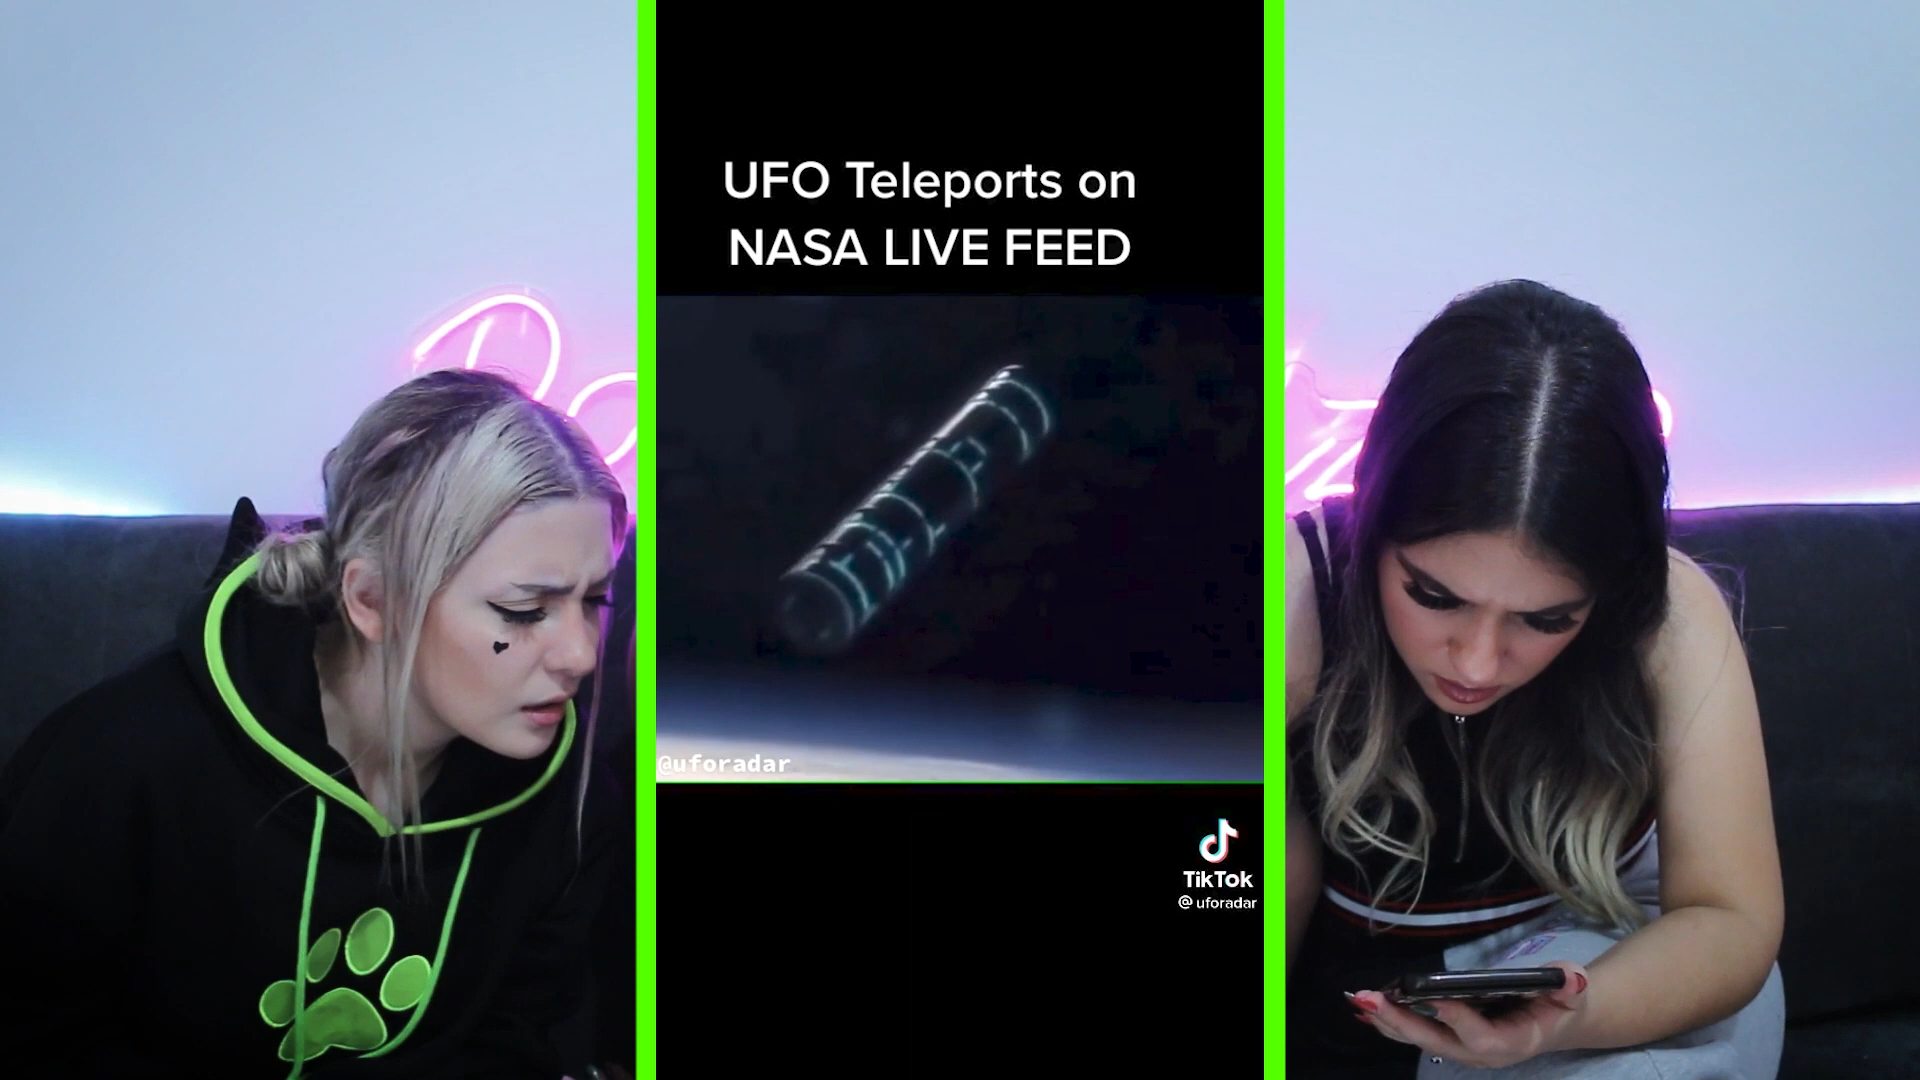 UFO Teleports on
NASA LIVE FEED
@uforadar
TikTok
@uforadar